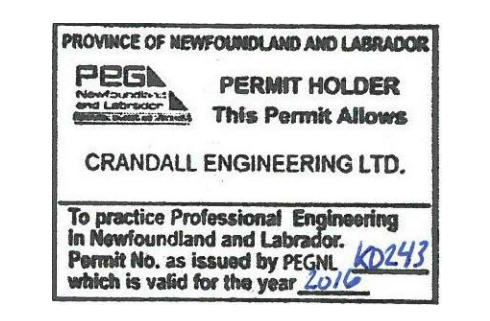 PROVINCE OF NEWFOUNDLAND AND LABRADOR
PEGNL
Newfoundland
and Labrador
PERMIT HOLDER
This Permit Allows
CRANDALL ENGINEERING LTD.
To practice Professional Engineering
in Newfoundland and Labrador.
Permit No. as issued by PEGNL KD243
which is valid for the year 2016